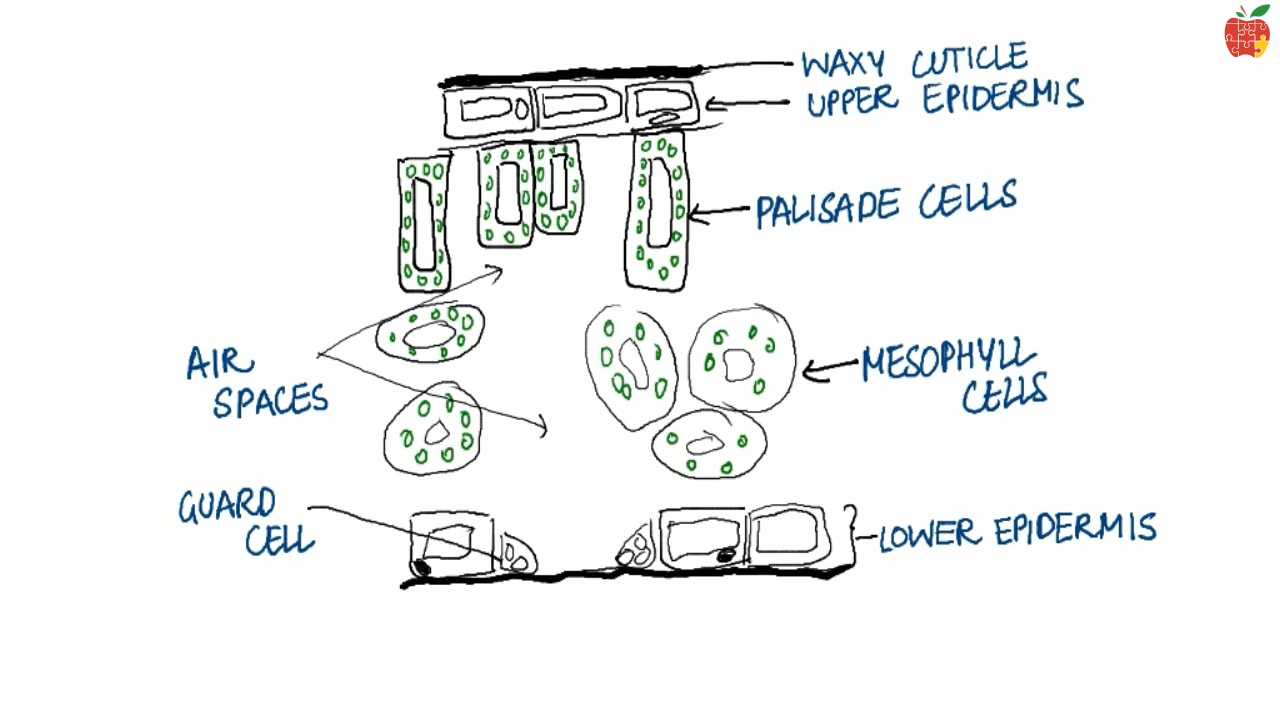 WAXY CUTICLE
UPPER EPIDERMIS
PALISADE CELLS
AIR
SPACES
MESOPHYLL
CELLS
GUARD
CELL
LOWER EPIDERMIS